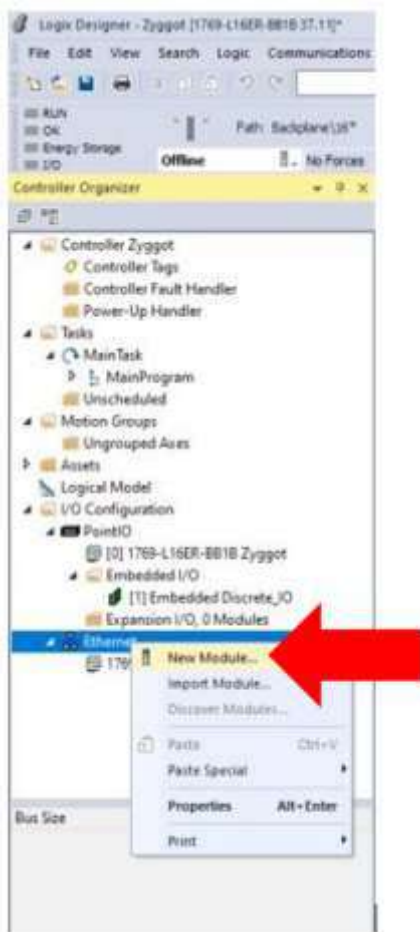 Logix Designer - Zyggot [1769-L16ER-BB1B 37.11]*
File Edit View Search Logic Communications
RUN
OK
Energy Storage
I/O
Path: Backplane\16*
Offline
No Forces
Controller Organizer
Controller Zyggot
Controller Tags
Controller Fault Handler
Power-Up Handler
Tasks
MainTask
MainProgram
Unscheduled
Motion Groups
Ungrouped Axes
Assets
Logical Model
I/O Configuration
PointIO
[0] 1769-L16ER-BB1B Zyggot
Embedded I/O
[1] Embedded Discrete_IO
Expansion I/O, 0 Modules
Ethernet
176
New Module...
Import Module...
Discover Modules...
Paste Ctrl+V
Paste Special
Properties Alt+Enter
Print
Bus Size